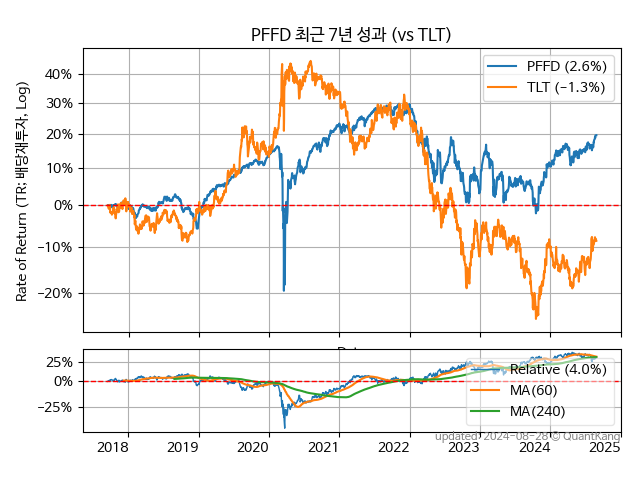 PFFD 최근 7년 성과 (vs TLT)
Rate of Return (TR: 배당재투자, Log)
40%
30%
20%
10%
0%
−10%
−20%
PFFD (2.6%)
TLT (−1.3%)
25%
0%
−25%
Relative (4.0%)
MA(60)
MA(240)
updated: 2024-08-28 © QuantKang
2018 2019 2020 2021 2022 2023 2024 2025